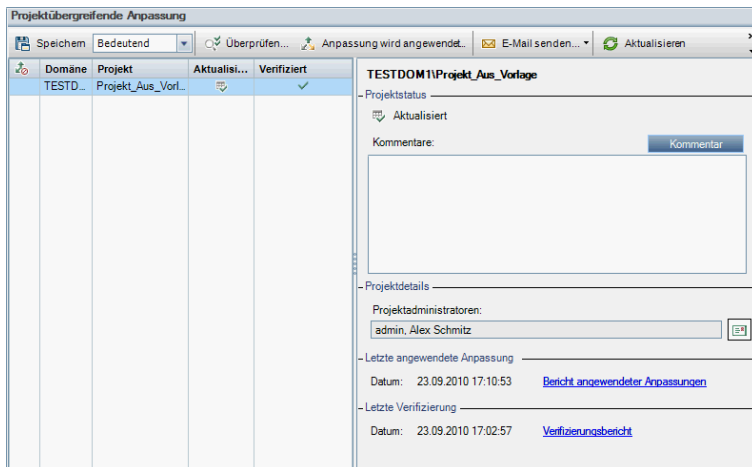 Projektübergreifende Anpassung
Speichern Bedeutend Überprüfen... Anpassung wird angewendet.. E-Mail senden... Aktualisieren
Domäne Projekt Aktualisi... Verifiziert
TESTD... Projekt_Aus_Vorl...
TESTDOM1\Projekt_Aus_Vorlage
Projektstatus
Aktualisiert
Kommentare: Kommentar
Projektdetails
Projektadministratoren:
admin, Alex Schmitz
Letzte angewendete Anpassung
Datum: 23.09.2010 17:10:53 Bericht angewendeter Anpassungen
Letzte Verifizierung
Datum: 23.09.2010 17:02:57 Verifizierungsbericht